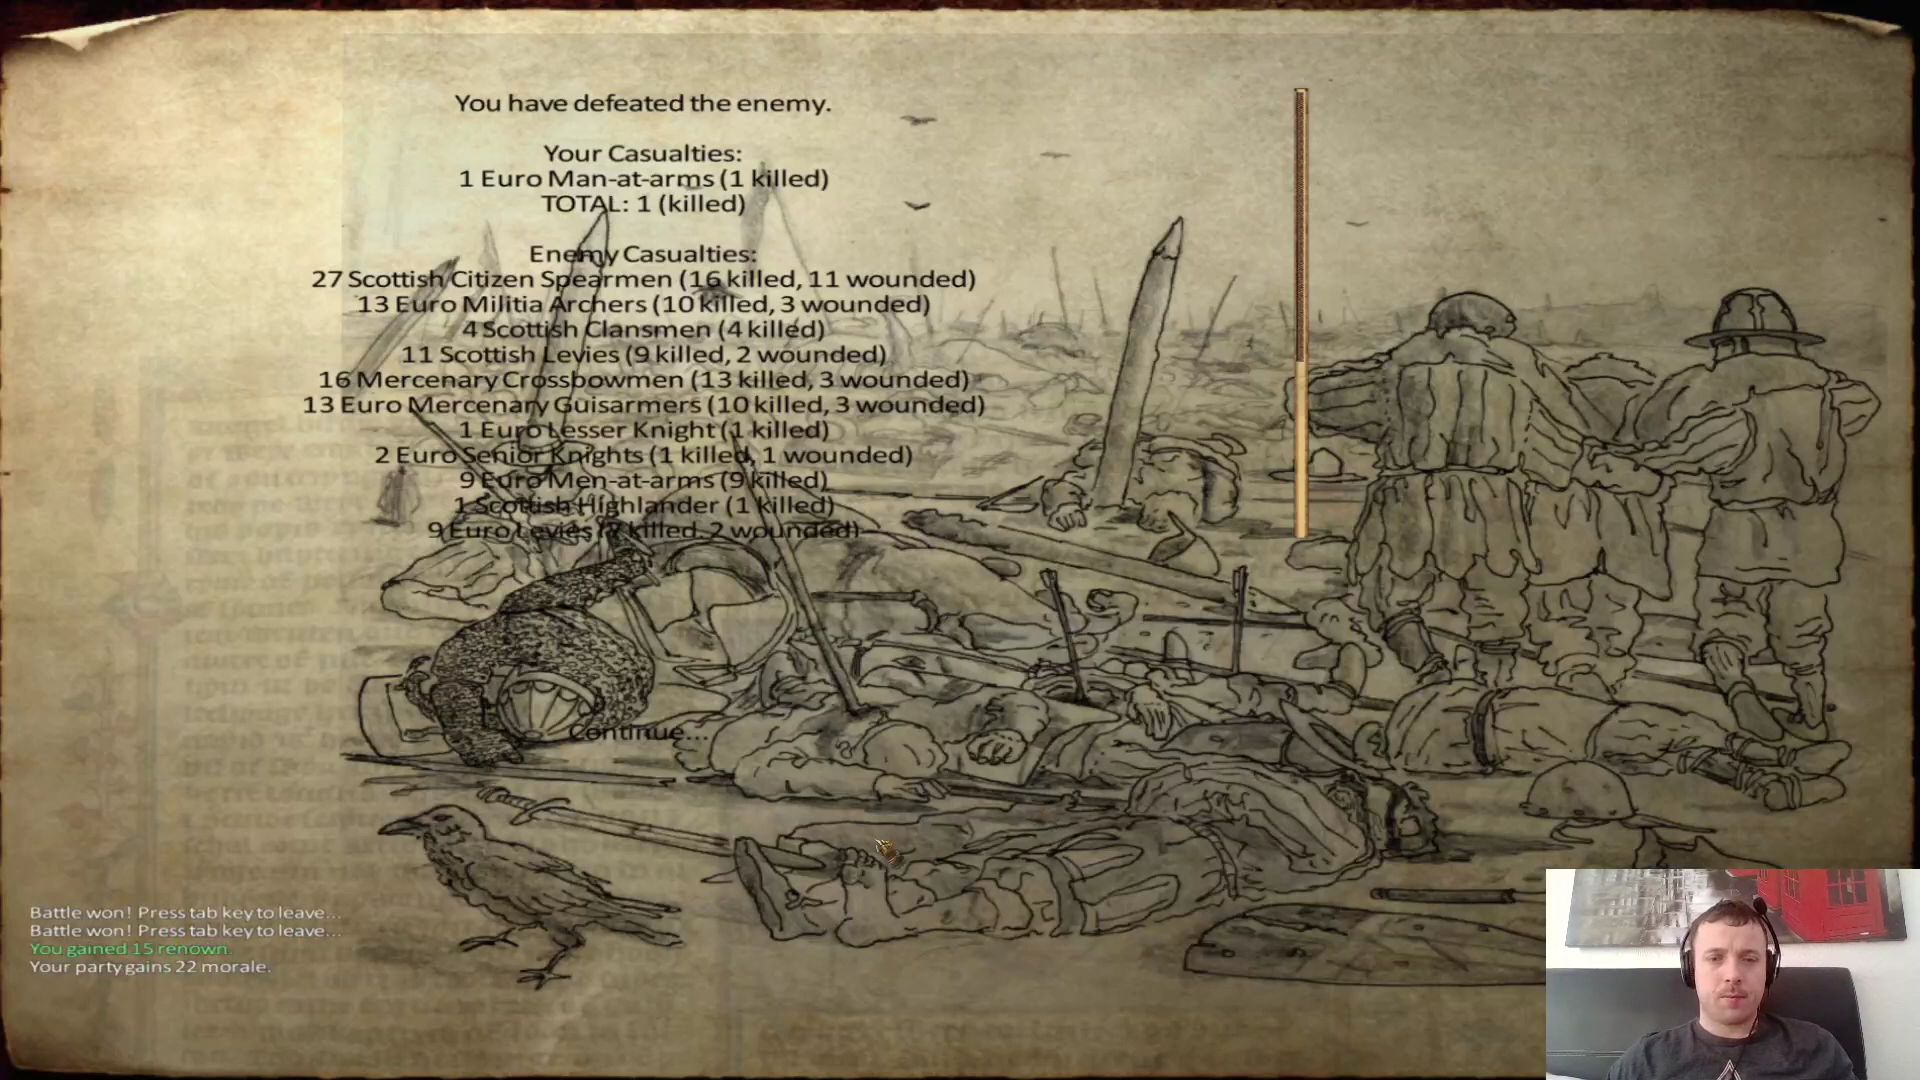 You have defeated the enemy.
Your Casualties:
1 Euro Man-at-arms (1 killed)
TOTAL: 1 (killed)
Enemy Casualties:
27 Scottish Citizen Spearmen (16 killed, 11 wounded)
13 Euro Militia Archers (10 killed, 3 wounded)
4 Scottish Clansmen (4 killed)
11 Scottish Levies (9 killed, 2 wounded)
16 Mercenary Crossbowmen (13 killed, 3 wounded)
13 Euro Mercenary Guisarmers (10 killed, 3 wounded)
1 Euro Lesser Knight (1 killed)
2 Euro Senior Knights (1 killed, 1 wounded)
9 Euro Men-at-arms (9 killed)
1 Scottish Highlander (1 killed)
9 Euro Levies (7 killed, 2 wounded)
Continue...
Battle won! Press tab key to leave...
Battle won! Press tab key to leave...
You gained 15 renown.
Your party gains 22 morale.